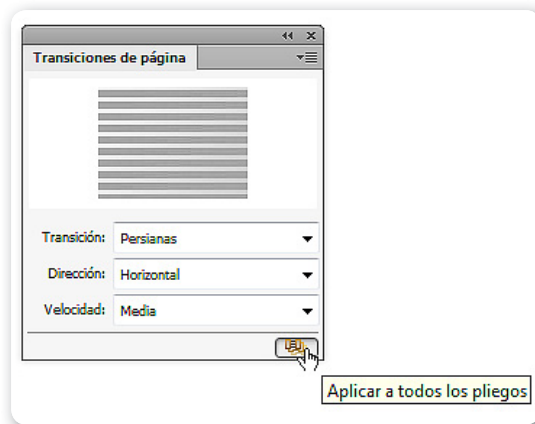 Transiciones de página
Transición: Persianas
Dirección: Horizontal
Velocidad: Media
Aplicar a todos los pliegos